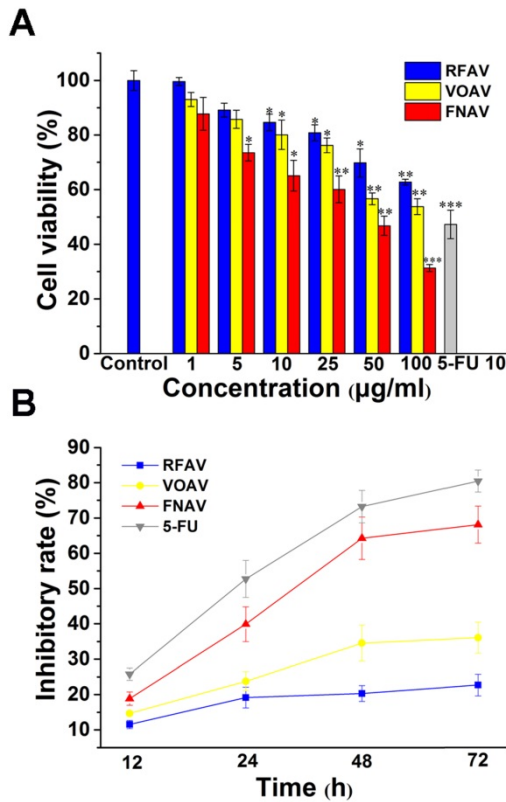 A
RFAV
VOAV
FNAV
Cell viability (%)
100
80
60
40
20
0
* * * * * ** * ** ** ** ** *** ***
Control 1 5 10 25 50 100 5-FU 10
Concentration (μg/ml)
B
RFAV
VOAV
FNAV
5-FU
Inhibitory rate (%)
90
80
70
60
50
40
30
20
10
12 24 48 72
Time (h)